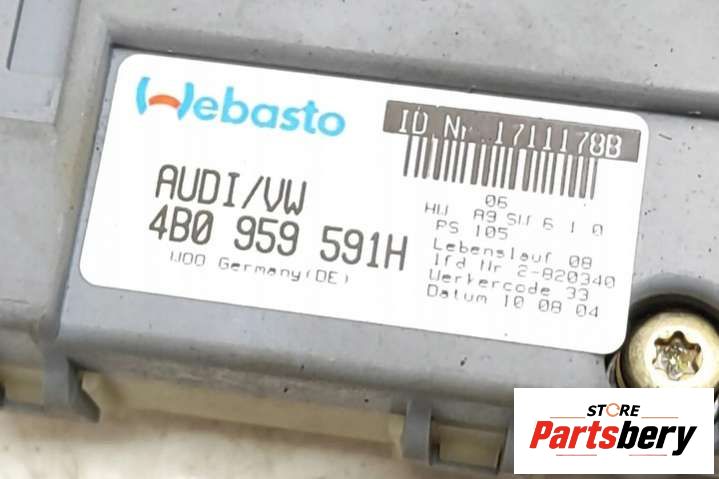 Webasto
ID Nr. 1711178B
AUDI/VW
4B0 959 591H
WOO Germany(DE)
06
HW A9 SW 6 1 0
PS 105
Lebenslauf 08
lfd Nr 2-820340
Werkercode 33
Datum 10 08 04
STORE
Partsbery